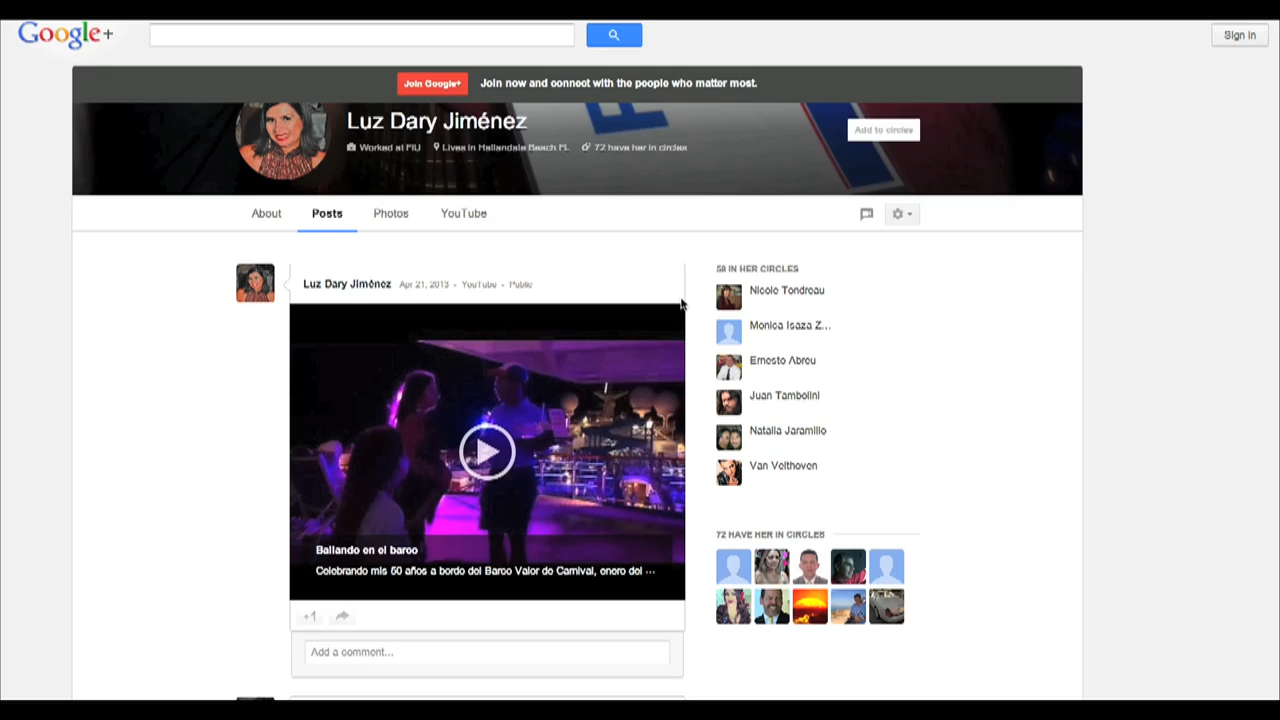 Google+
Sign in
Join Google+ Join now and connect with the people who matter most.
Luz Dary Jiménez
Worked at FIU Lives in Hallandale Beach FL 72 have her in circles
Add to circles
About Posts Photos YouTube
Luz Dary Jiménez Apr 21, 2013 - YouTube - Public
Bailando en el barco
Celebrando mis 50 años a bordo del Barco Valor de Carnival, enero del ...
+1
Add a comment...
58 IN HER CIRCLES
Nicole Tondreau
Monica Isaza Z...
Ernesto Abreu
Juan Tambolini
Natalia Jaramillo
Van Velthoven
72 HAVE HER IN CIRCLES